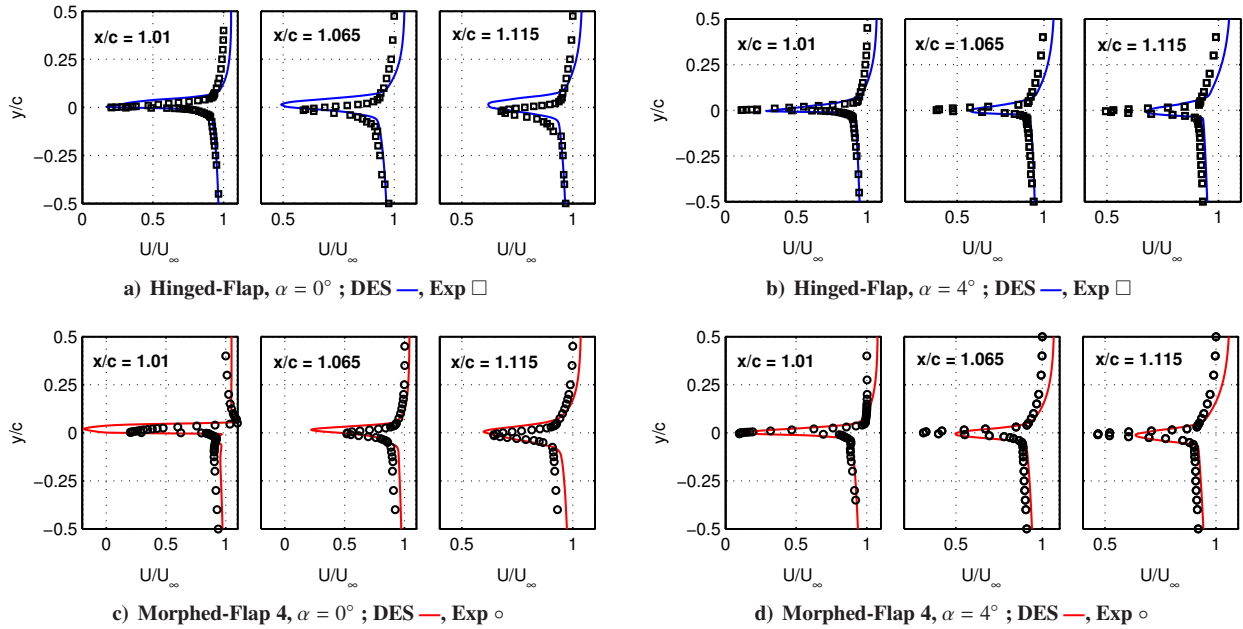 0.5
0.25
0
−0.25
−0.5
y/c
x/c = 1.01
x/c = 1.065
x/c = 1.115
0 0.5 1
0.5 1
0.5 1
U/U∞
U/U∞
U/U∞
a) Hinged-Flap, α = 0° ; DES —, Exp □
0.5
0.25
0
−0.25
−0.5
y/c
x/c = 1.01
x/c = 1.065
x/c = 1.115
0 0.5 1
0.5 1
0.5 1
U/U∞
U/U∞
U/U∞
b) Hinged-Flap, α = 4° ; DES —, Exp □
0.5
0.25
0
−0.25
−0.5
y/c
x/c = 1.01
x/c = 1.065
x/c = 1.115
0 0.5 1
0 0.5 1
0.5 1
U/U∞
U/U∞
U/U∞
c) Morphed-Flap 4, α = 0° ; DES —, Exp ○
0.5
0.25
0
−0.25
−0.5
y/c
x/c = 1.01
x/c = 1.065
x/c = 1.115
0 0.5 1
0.5 1
0.5 1
U/U∞
U/U∞
U/U∞
d) Morphed-Flap 4, α = 4° ; DES —, Exp ○